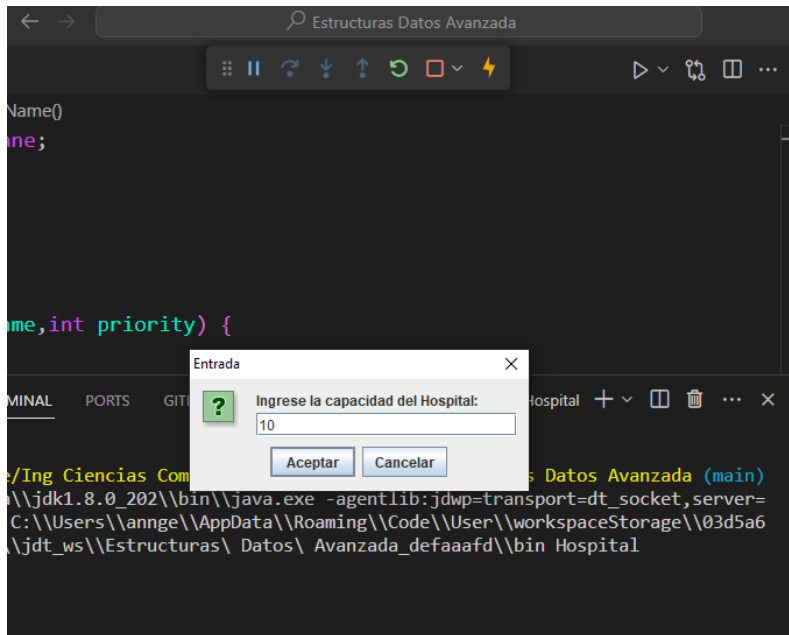 Estructuras Datos Avanzada
Name()
ne;
me,int priority) {
Entrada
Ingrese la capacidad del Hospital:
10
Aceptar Cancelar
MINAL PORTS GITL Hospital
e/Ing Ciencias Com s Datos Avanzada (main)
\\jdk1.8.0_202\\bin\\java.exe -agentlib:jdwp=transport=dt_socket,server=
C:\\Users\\annge\\AppData\\Roaming\\Code\\User\\workspaceStorage\\03d5a6
\\jdt_ws\\Estructuras\ Datos\ Avanzada_defaaafd\\bin Hospital